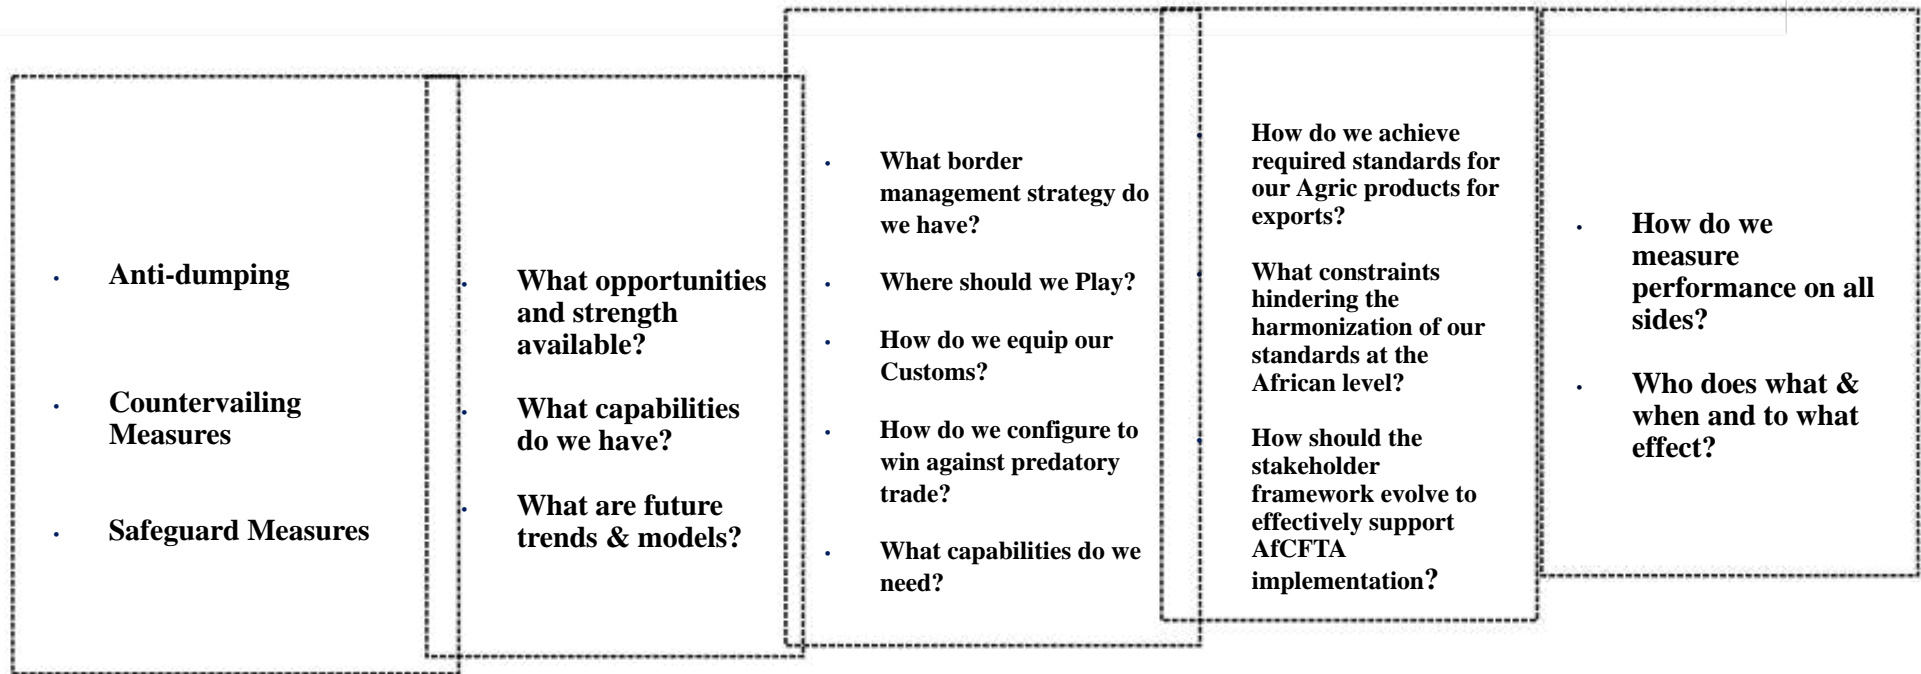 • Anti-dumping
• Countervailing
Measures
• Safeguard Measures
• What opportunities
and strength
available?
• What capabilities
do we have?
• What are future
trends & models?
• What border
management strategy do
we have?
• Where should we Play?
• How do we equip our
Customs?
• How do we configure to
win against predatory
trade?
• What capabilities do we
need?
• How do we achieve
required standards for
our Agric products for
exports?
• What constraints
hindering the
harmonization of our
standards at the
African level?
• How should the
stakeholder
framework evolve to
effectively support
AfCFTA
implementation?
• How do we
measure
performance on all
sides?
• Who does what &
when and to what
effect?